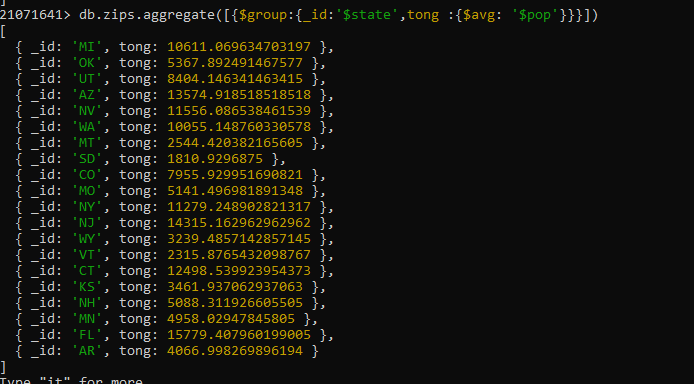 ]
21071641> db.zips.aggregate([{$group:{_id:'$state',tong :{$avg: '$pop'}}}])
[
  { _id: 'MI', tong: 10611.069634703197 },
  { _id: 'OK', tong: 5367.892491467577 },
  { _id: 'UT', tong: 8404.146341463415 },
  { _id: 'AZ', tong: 13574.918518518518 },
  { _id: 'NV', tong: 11556.086538461539 },
  { _id: 'WA', tong: 10055.148760330578 },
  { _id: 'MT', tong: 2544.420382165605 },
  { _id: 'SD', tong: 1810.9296875 },
  { _id: 'CO', tong: 7955.929951690821 },
  { _id: 'MO', tong: 5141.496981891348 },
  { _id: 'NY', tong: 11279.248902821317 },
  { _id: 'NJ', tong: 14315.162962962962 },
  { _id: 'WY', tong: 3239.4857142857145 },
  { _id: 'VT', tong: 2315.8765432098767 },
  { _id: 'CT', tong: 12498.539923954373 },
  { _id: 'KS', tong: 3461.937062937063 },
  { _id: 'NH', tong: 5088.311926605505 },
  { _id: 'MN', tong: 4958.02947845805 },
  { _id: 'FL', tong: 15779.407960199005 },
  { _id: 'AR', tong: 4066.998269896194 }
]
Type "it" for more